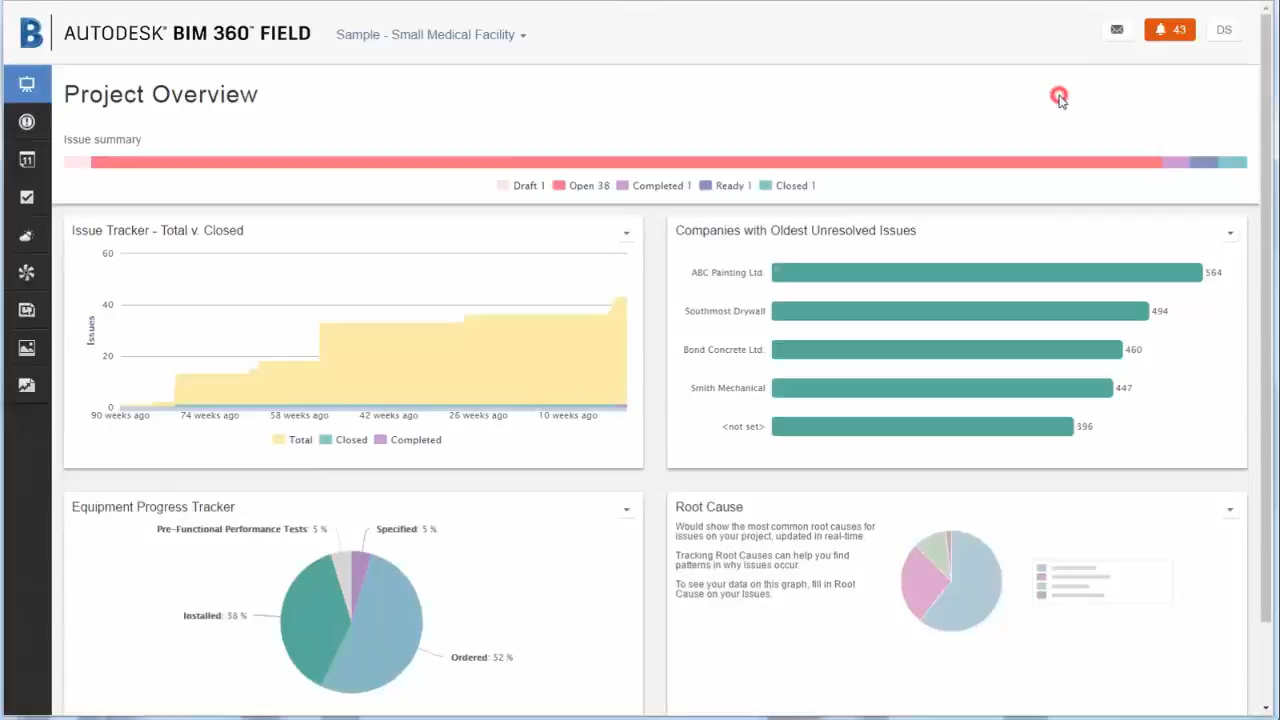 AUTODESK® BIM 360™ FIELD
Sample - Small Medical Facility
43
DS
11
Project Overview
Issue summary
Draft 1 Open 38 Completed 1 Ready 1 Closed 1
Issue Tracker - Total v. Closed
60
40
20
0
Issues
90 weeks ago 74 weeks ago 58 weeks ago 42 weeks ago 26 weeks ago 10 weeks ago
Total Closed Completed
Companies with Oldest Unresolved Issues
ABC Painting Ltd. 564
Southmost Drywall 494
Bond Concrete Ltd. 460
Smith Mechanical 447
<not set> 396
Equipment Progress Tracker
Pre-Functional Performance Tests: 5 %
Specified: 5 %
Installed: 38 %
Ordered: 52 %
Root Cause
Would show the most common root causes for
issues on your project, updated in real-time.
Tracking Root Causes can help you find
patterns in why issues occur.
To see your data on this graph, fill in Root
Cause on your Issues.